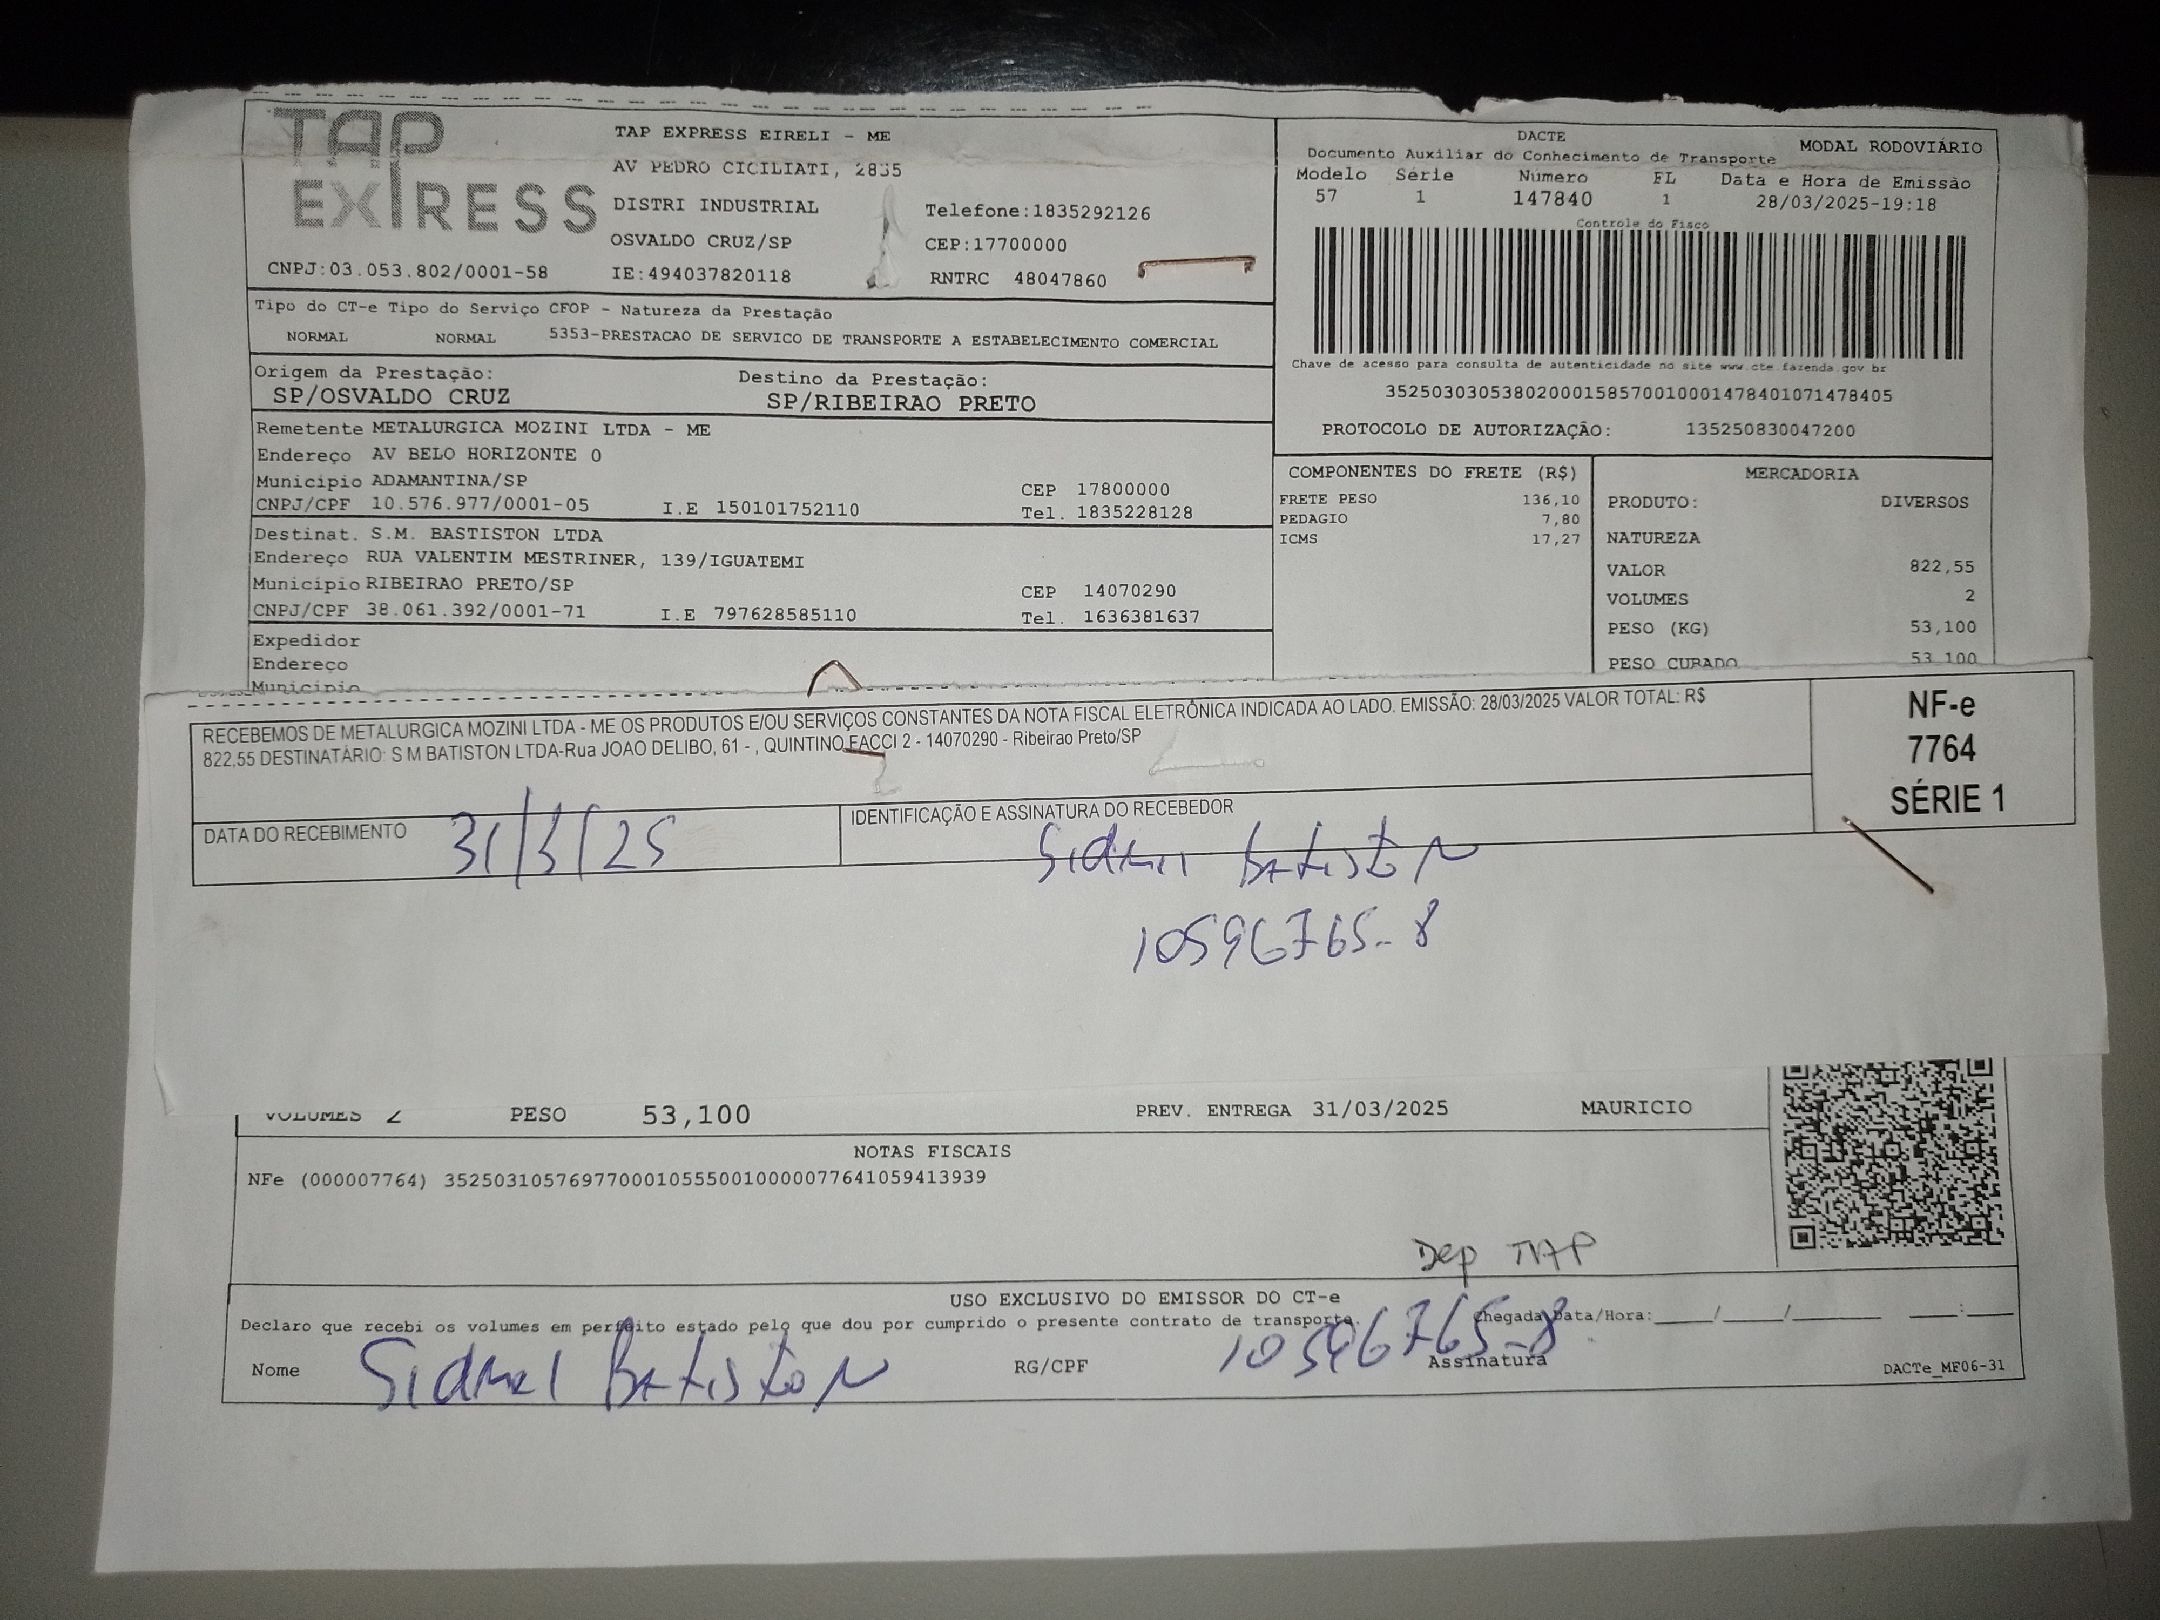 TAP EXPRESS
TAP EXPRESS EIRELI - ME
AV PEDRO CICILIATI, 2835
DISTRI INDUSTRIAL
Telefone:1835292126
OSVALDO CRUZ/SP
CEP:17700000
CNPJ:03.053.802/0001-58 IE:494037820118 RNTRC 48047860
DACTE MODAL RODOVIÁRIO
Documento Auxiliar do Conhecimento de Transporte
Modelo Série Número FL Data e Hora de Emissão
57 1 147840 1 28/03/2025-19:18
Controle do Fisco
Chave de acesso para consulta de autenticidade no site www.cte.fazenda.gov.br
35250303053802000158570010001478401071478405
PROTOCOLO DE AUTORIZAÇÃO: 135250830047200
Tipo do CT-e Tipo do Serviço CFOP - Natureza da Prestação
NORMAL NORMAL 5353-PRESTACAO DE SERVICO DE TRANSPORTE A ESTABELECIMENTO COMERCIAL
Origem da Prestação: Destino da Prestação:
SP/OSVALDO CRUZ SP/RIBEIRAO PRETO
Remetente METALURGICA MOZINI LTDA - ME
Endereço AV BELO HORIZONTE 0
Município ADAMANTINA/SP CEP 17800000
CNPJ/CPF 10.576.977/0001-05 I.E 150101752110 Tel. 1835228128
Destinat. S.M. BASTISTON LTDA
Endereço RUA VALENTIM MESTRINER, 139/IGUATEMI
Município RIBEIRAO PRETO/SP CEP 14070290
CNPJ/CPF 38.061.392/0001-71 I.E 797628585110 Tel. 1636381637
Expedidor
Endereço
Município
COMPONENTES DO FRETE (R$)
FRETE PESO 136,10
PEDAGIO 7,80
ICMS 17,27
MERCADORIA
PRODUTO: DIVERSOS
NATUREZA
VALOR 822,55
VOLUMES 2
PESO (KG) 53,100
PESO CUBADO 53,100
RECEBEMOS DE METALURGICA MOZINI LTDA - ME OS PRODUTOS E/OU SERVIÇOS CONSTANTES DA NOTA FISCAL ELETRÔNICA INDICADA AO LADO. EMISSÃO: 28/03/2025 VALOR TOTAL: R$
822,55 DESTINATÁRIO: S M BATISTON LTDA-Rua JOAO DELIBO, 61 - , QUINTINO FACCI 2 - 14070290 - Ribeirao Preto/SP
NF-e
7764
SÉRIE 1
DATA DO RECEBIMENTO 31/3/25
IDENTIFICAÇÃO E ASSINATURA DO RECEBEDOR
Sidnei Batiston
10596765-8
VOLUMES 2 PESO 53,100 PREV. ENTREGA 31/03/2025 MAURICIO
NOTAS FISCAIS
NFe (000007764) 35250310576977000105550010000077641059413939
Dep TAP
USO EXCLUSIVO DO EMISSOR DO CT-e
Declaro que recebi os volumes em perfeito estado pelo que dou por cumprido o presente contrato de transporte. Chegada Data/Hora:____/____/________ ____:____
Nome Sidnei Batiston RG/CPF 10596765-8 Assinatura DACTe_MF06-31